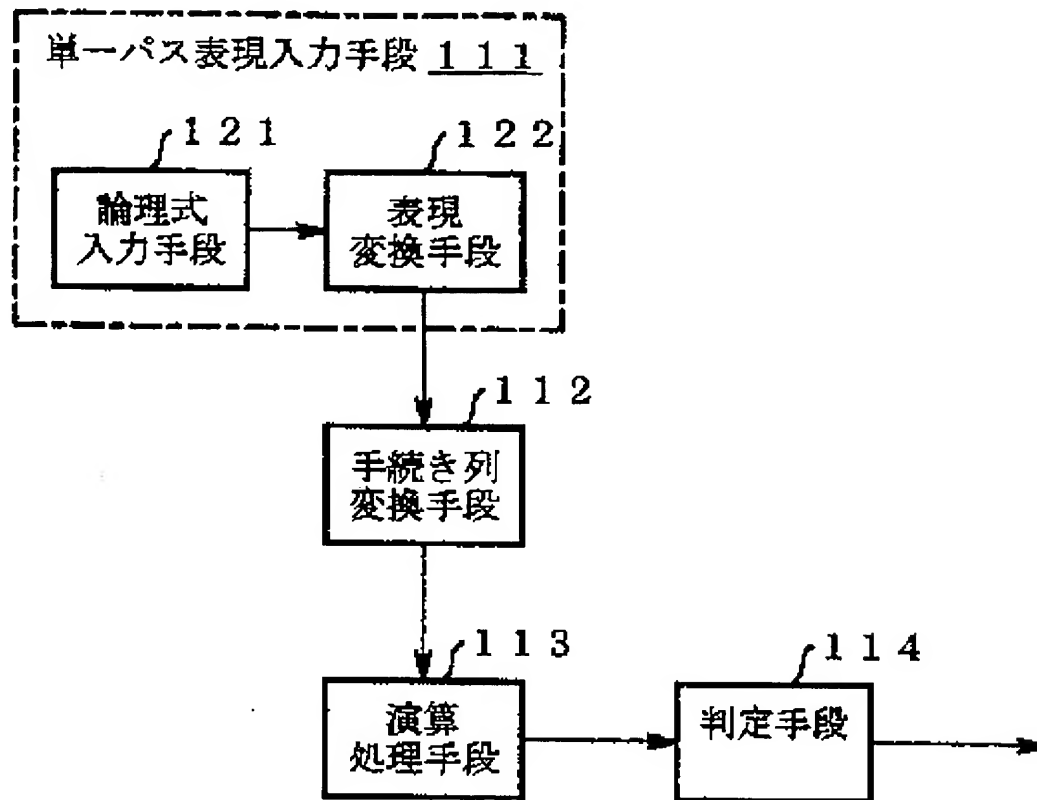 単一パス表現入力手段 111
121
122
論理式
入力手段
表現
変換手段
112
手続き列
変換手段
113
114
演算
処理手段
判定手段